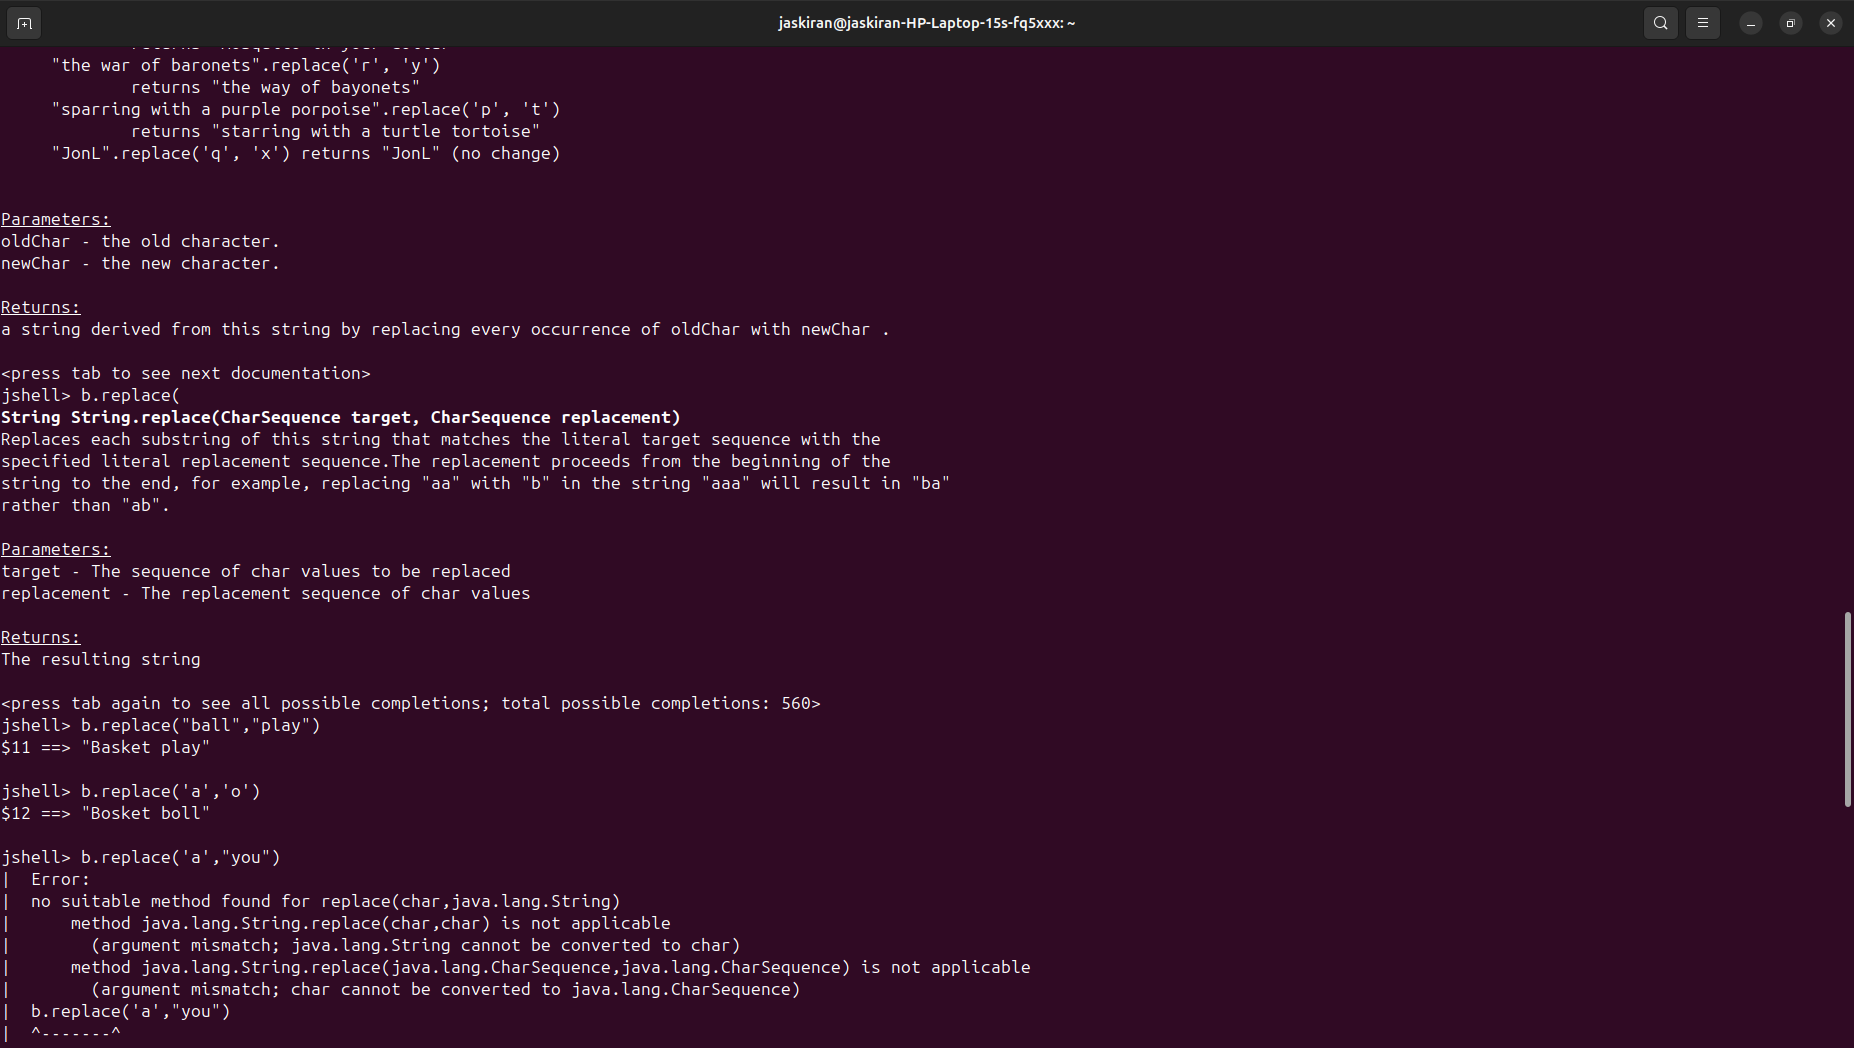 jaskiran@jaskiran-HP-Laptop-15s-fq5xxx: ~
"the war of baronets".replace('r', 'y')
returns "the way of bayonets"
"sparring with a purple porpoise".replace('p', 't')
returns "starring with a turtle tortoise"
"JonL".replace('q', 'x') returns "JonL" (no change)
Parameters:
oldChar - the old character.
newChar - the new character.
Returns:
a string derived from this string by replacing every occurrence of oldChar with newChar .
<press tab to see next documentation>
jshell> b.replace(
String String.replace(CharSequence target, CharSequence replacement)
Replaces each substring of this string that matches the literal target sequence with the
specified literal replacement sequence.The replacement proceeds from the beginning of the
string to the end, for example, replacing "aa" with "b" in the string "aaa" will result in "ba"
rather than "ab".
Parameters:
target - The sequence of char values to be replaced
replacement - The replacement sequence of char values
Returns:
The resulting string
<press tab again to see all possible completions; total possible completions: 560>
jshell> b.replace("ball","play")
$11 ==> "Basket play"
jshell> b.replace('a','o')
$12 ==> "Bosket boll"
jshell> b.replace('a',"you")
|  Error:
|  no suitable method found for replace(char,java.lang.String)
|      method java.lang.String.replace(char,char) is not applicable
|        (argument mismatch; java.lang.String cannot be converted to char)
|      method java.lang.String.replace(java.lang.CharSequence,java.lang.CharSequence) is not applicable
|        (argument mismatch; char cannot be converted to java.lang.CharSequence)
|  b.replace('a',"you")
|  ^-------^